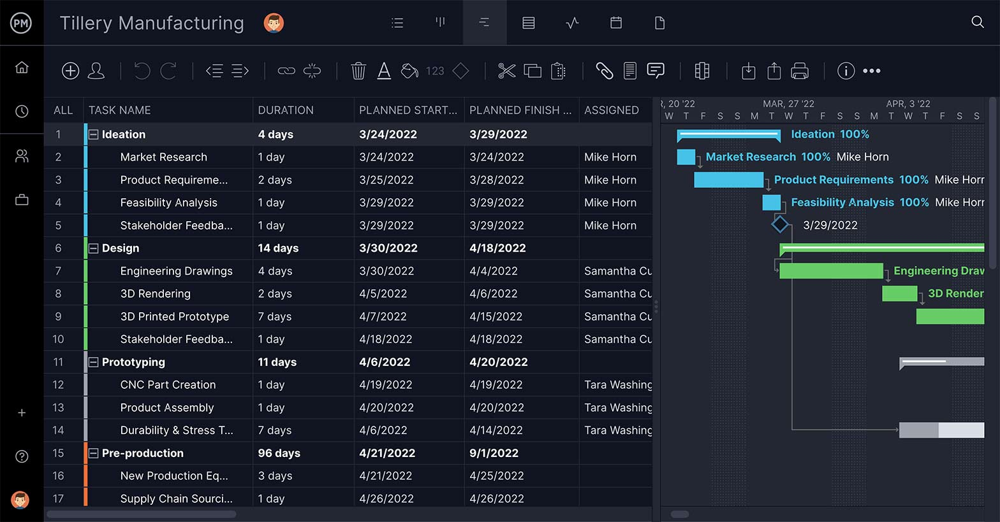 PM Tillery Manufacturing
123
ALL TASK NAME DURATION PLANNED START... PLANNED FINISH ... ASSIGNED
R, 20 '22 MAR, 27 '22 APR, 3 '22
W T F S S M T W T F S S M T W T F S S
1 Ideation 4 days 3/24/2022 3/29/2022 Ideation 100%
2 Market Research 1 day 3/24/2022 3/24/2022 Mike Horn Market Research 100% Mike Horn
3 Product Requireme... 2 days 3/25/2022 3/28/2022 Mike Horn Product Requirements 100% Mike Horn
4 Feasibility Analysis 1 day 3/29/2022 3/29/2022 Mike Horn Feasibility Analysis 100% Mike Horn
5 Stakeholder Feedba... 1 day 3/29/2022 3/29/2022 Mike Horn 3/29/2022
6 Design 14 days 3/30/2022 4/18/2022
7 Engineering Drawings 4 days 3/30/2022 4/4/2022 Samantha Cu Engineering Draw
8 3D Rendering 2 days 4/5/2022 4/6/2022 Samantha Cu 3D Render
9 3D Printed Prototype 7 days 4/7/2022 4/15/2022 Samantha Cu
10 Stakeholder Feedba... 1 day 4/18/2022 4/18/2022 Samantha Cu
11 Prototyping 11 days 4/6/2022 4/20/2022
12 CNC Part Creation 1 day 4/19/2022 4/19/2022 Tara Washing
13 Product Assembly 1 day 4/20/2022 4/20/2022 Tara Washing
14 Durability & Stress T... 7 days 4/6/2022 4/14/2022 Tara Washing
15 Pre-production 96 days 4/21/2022 9/1/2022
16 New Production Eq... 3 days 4/21/2022 4/25/2022
17 Supply Chain Sourci... 1 day 4/26/2022 4/26/2022